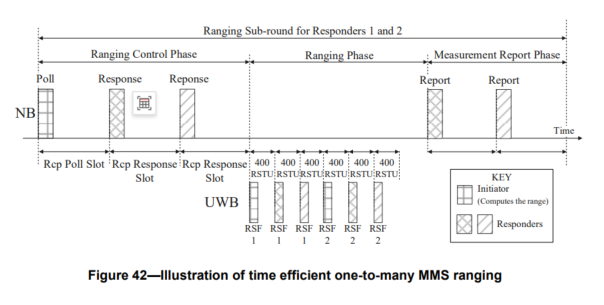 Ranging Sub-round for Responders 1 and 2
Ranging Control Phase Ranging Phase Measurement Report Phase
Poll Response Reponse Report Report
NB
Time
Rcp Poll Slot Rcp Response Slot Rcp Response Slot
400 RSTU 400 RSTU 400 RSTU 400 RSTU 400 RSTU 400 RSTU
UWB
RSF 1 RSF 1 RSF 1 RSF 2 RSF 2 RSF 2
KEY
Initiator
(Computes the range)
Responders
Figure 42—Illustration of time efficient one-to-many MMS ranging